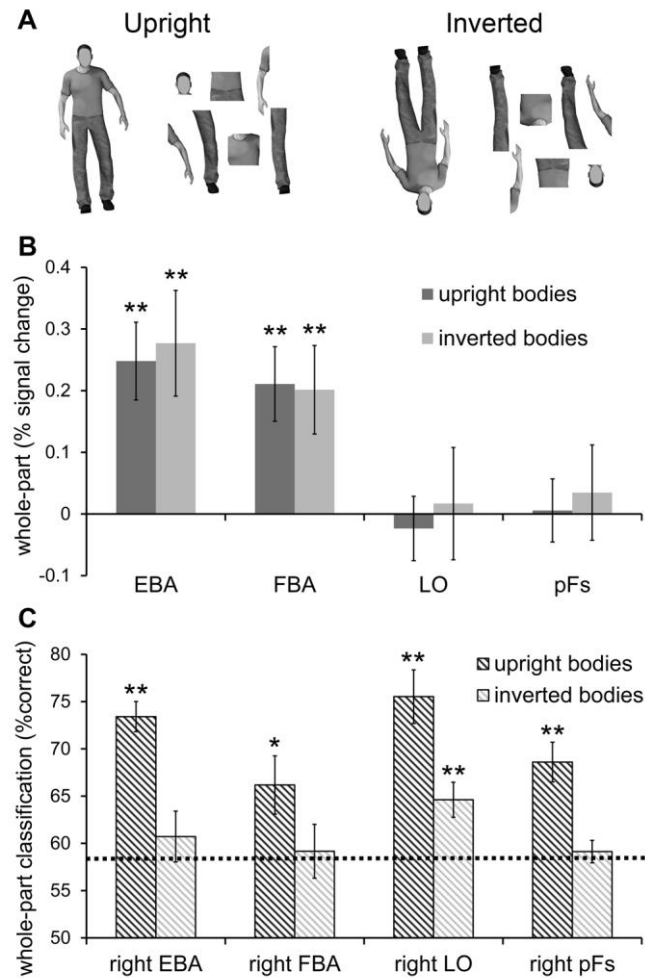 A
Upright
Inverted
B
whole-part (% signal change)
0.4
0.3
0.2
0.1
0
-0.1
** ** ** **
upright bodies
inverted bodies
EBA FBA LO pFs
C
whole-part classification (%correct)
80
75
70
65
60
55
50
** * ** ** **
upright bodies
inverted bodies
right EBA right FBA right LO right pFs